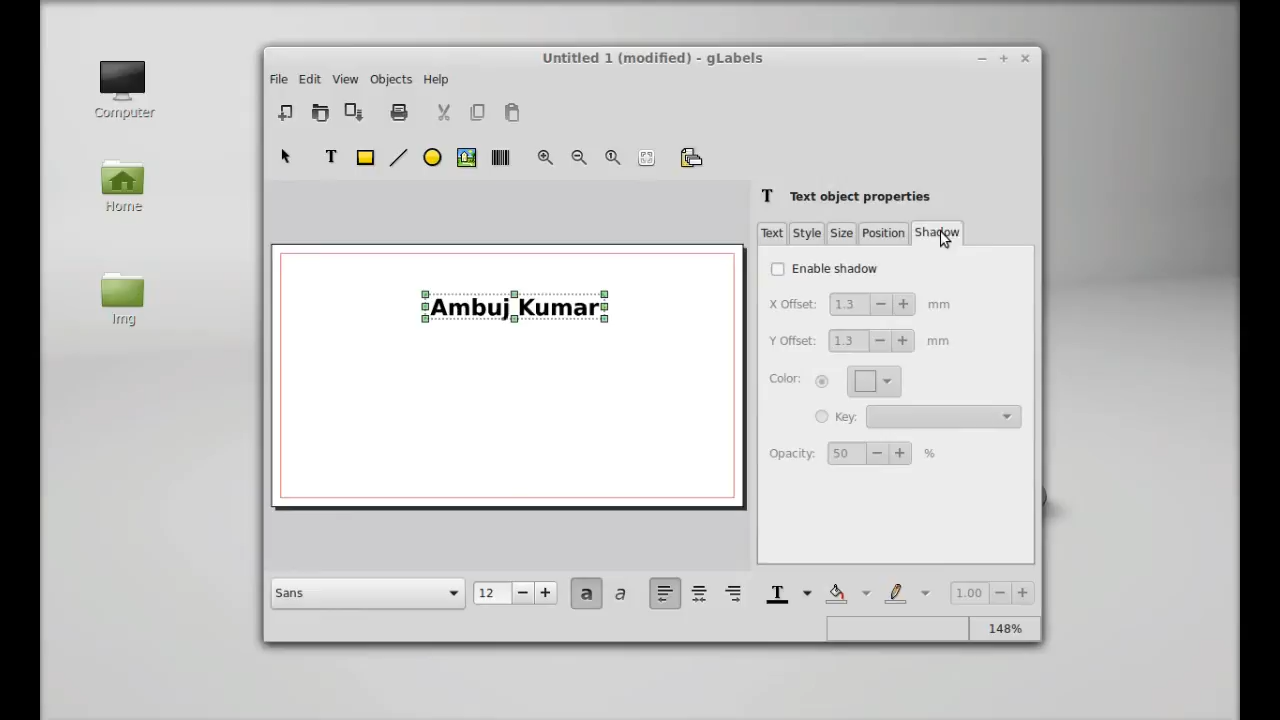 Untitled 1 (modified) - gLabels
File Edit View Objects Help
Computer
Home
Img
T
1
T Text object properties
Text Style Size Position Shadow
Enable shadow
X Offset: 1.3 mm
Y Offset: 1.3 mm
Color:
Key:
Opacity: 50 %
Ambuj Kumar
Sans 12 a a T 1.00
148%